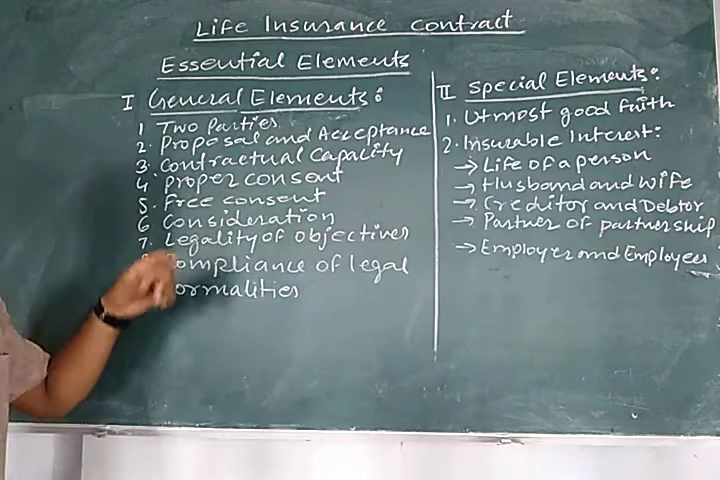 Life Insurance Contract
Essential Elements
I General Elements:
1 Two Parties
2. Proposal and Acceptance
3. Contractual Capacity
4 Proper consent
5. Free consent
6 Consideration
7. Legality of Objectives
Compliance of legal
ormalities
II Special Elements:
1. Utmost good faith
2. Insurable Interest:
→ Life of a person
→ Husband and Wife
→ Creditor and Debtor
→ Partner of partnership
→ Employer and Employees